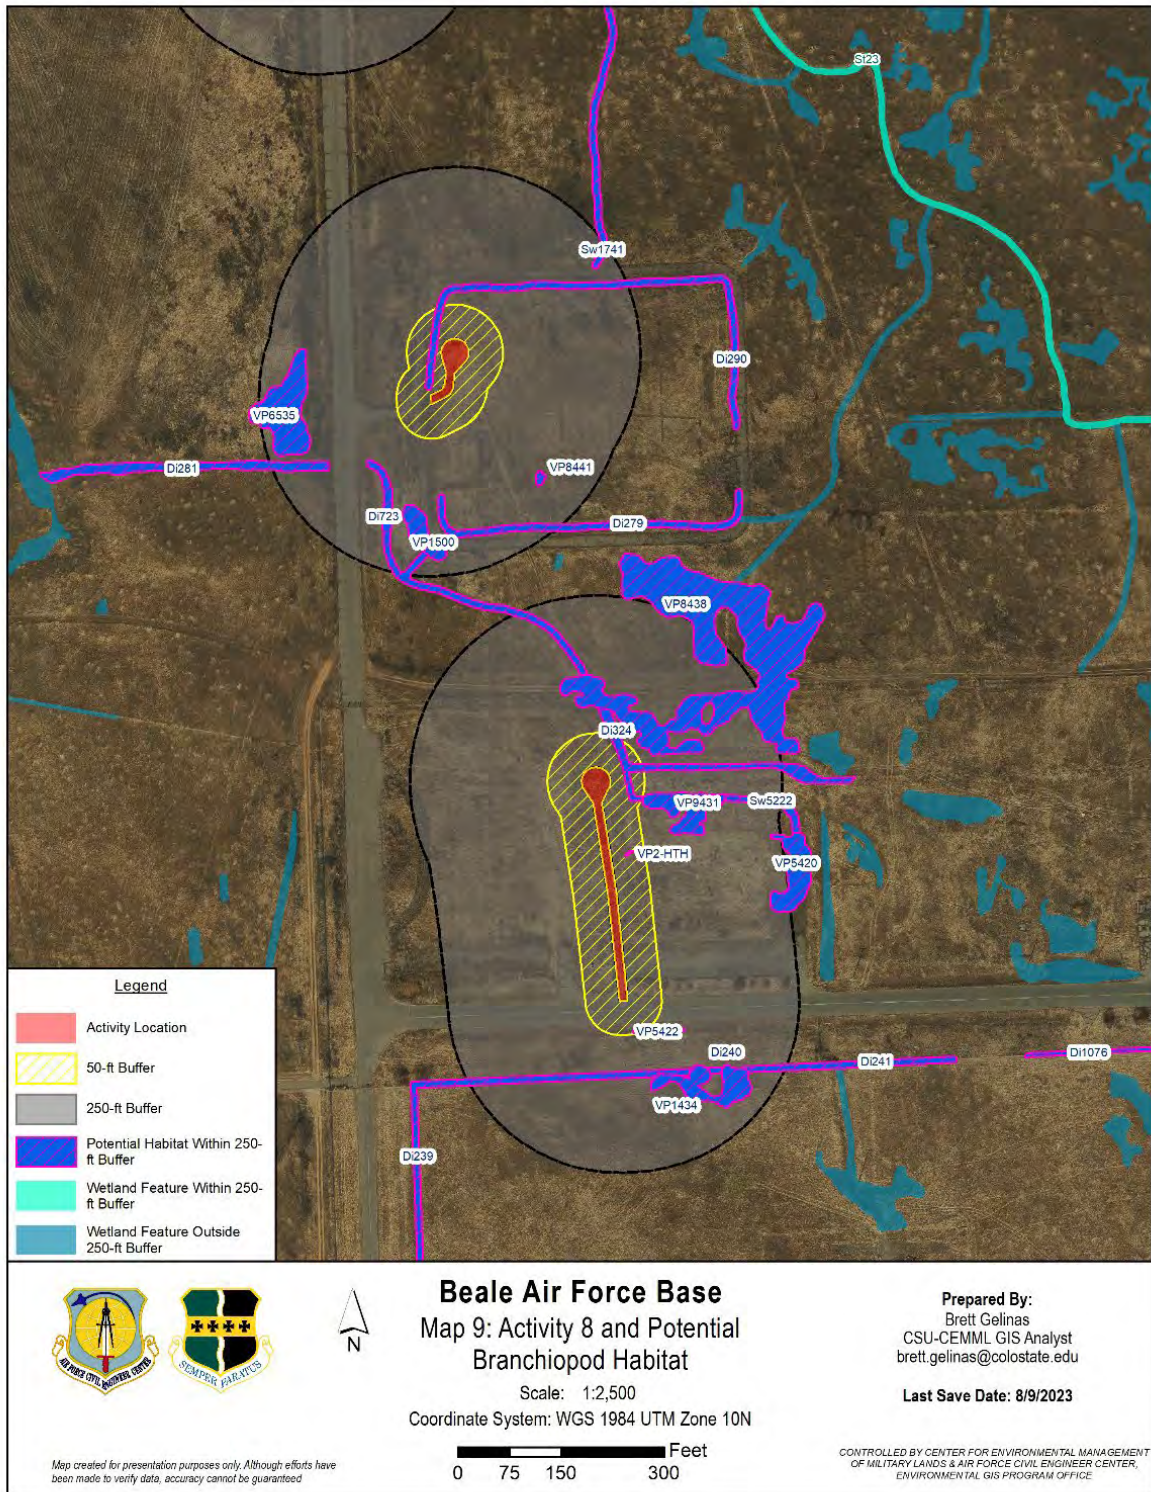 St23
Sw1741
Di290
VP6535
Di281
VP8441
Di723
Di279
VP1500
VP8438
Di324
VP9431
Sw5222
VP2-HTH
VP5420
VP5422
Di240
Di241
Di1076
VP1434
Di239
Legend
Activity Location
50-ft Buffer
250-ft Buffer
Potential Habitat Within 250-
ft Buffer
Wetland Feature Within 250-
ft Buffer
Wetland Feature Outside
250-ft Buffer
AIR FORCE CIVIL ENGINEER CENTER
SEMPER PARATUS
N
Beale Air Force Base
Map 9: Activity 8 and Potential
Branchiopod Habitat
Scale: 1:2,500
Coordinate System: WGS 1984 UTM Zone 10N
Feet
0 75 150 300
Prepared By:
Brett Gelinas
CSU-CEMML GIS Analyst
brett.gelinas@colostate.edu
Last Save Date: 8/9/2023
Map created for presentation purposes only. Although efforts have
been made to verify data, accuracy cannot be guaranteed
CONTROLLED BY CENTER FOR ENVIRONMENTAL MANAGEMENT
OF MILITARY LANDS & AIR FORCE CIVIL ENGINEER CENTER,
ENVIRONMENTAL GIS PROGRAM OFFICE